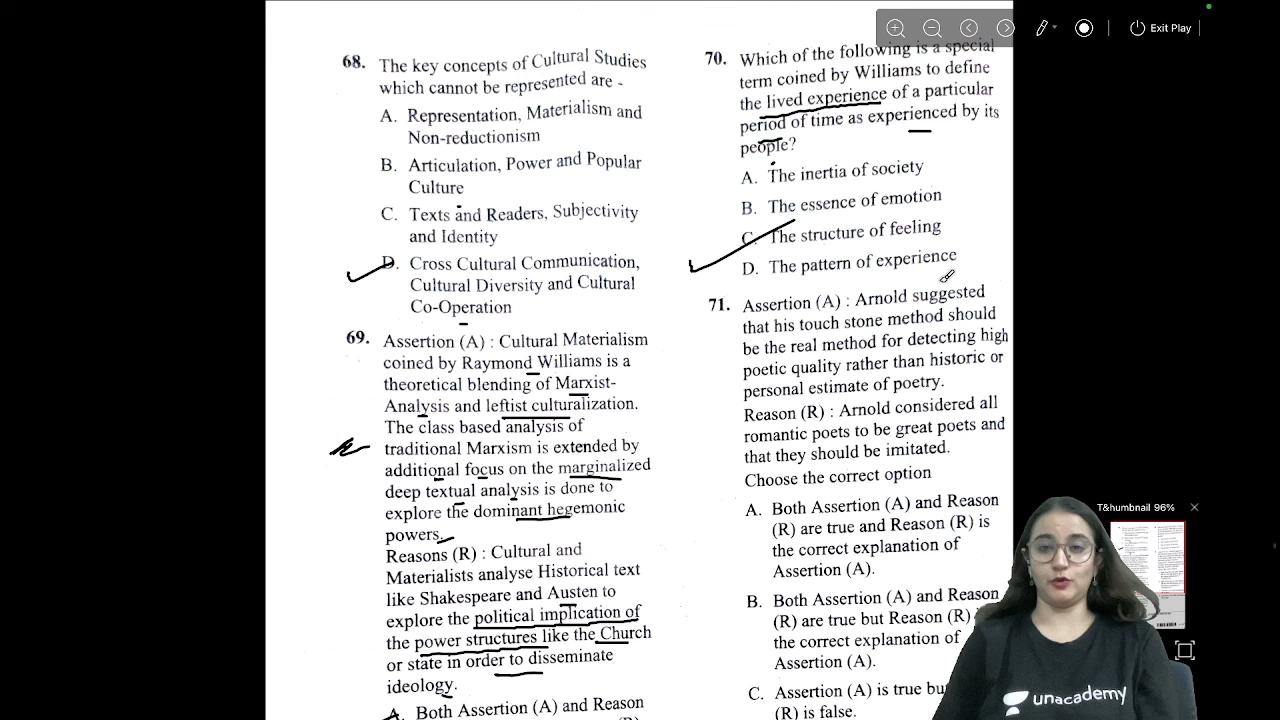 Exit Play
68. The key concepts of Cultural Studies
which cannot be represented are -
A. Representation, Materialism and
Non-reductionism
B. Articulation, Power and Popular
Culture
C. Texts and Readers, Subjectivity
and Identity
D. Cross Cultural Communication,
Cultural Diversity and Cultural
Co-Operation
69. Assertion (A) : Cultural Materialism
coined by Raymond Williams is a
theoretical blending of Marxist-
Analysis and leftist culturalization.
The class based analysis of
traditional Marxism is extended by
additional focus on the marginalized
deep textual analysis is done to
explore the dominant hegemonic
powers
Reasons (R) : Cultural and
Materialists analyse Historical text
like Shakespeare and Austen to
explore the political implication of
the power structures like the Church
or state in order to disseminate
ideology.
A. Both Assertion (A) and Reason
70. Which of the following is a special
term coined by Williams to define
the lived experience of a particular
period of time as experienced by its
people?
A. The inertia of society
B. The essence of emotion
C. The structure of feeling
D. The pattern of experience
71. Assertion (A) : Arnold suggested
that his touch stone method should
be the real method for detecting high
poetic quality rather than historic or
personal estimate of poetry.
Reason (R) : Arnold considered all
romantic poets to be great poets and
that they should be imitated.
Choose the correct option
A. Both Assertion (A) and Reason
(R) are true and Reason (R) is
the correct explanation of
Assertion (A).
B. Both Assertion (A) and Reason
(R) are true but Reason (R)
the correct explanation of
Assertion (A).
C. Assertion (A) is true bu
(R) is false.
T&humbnail 96%
unacademy